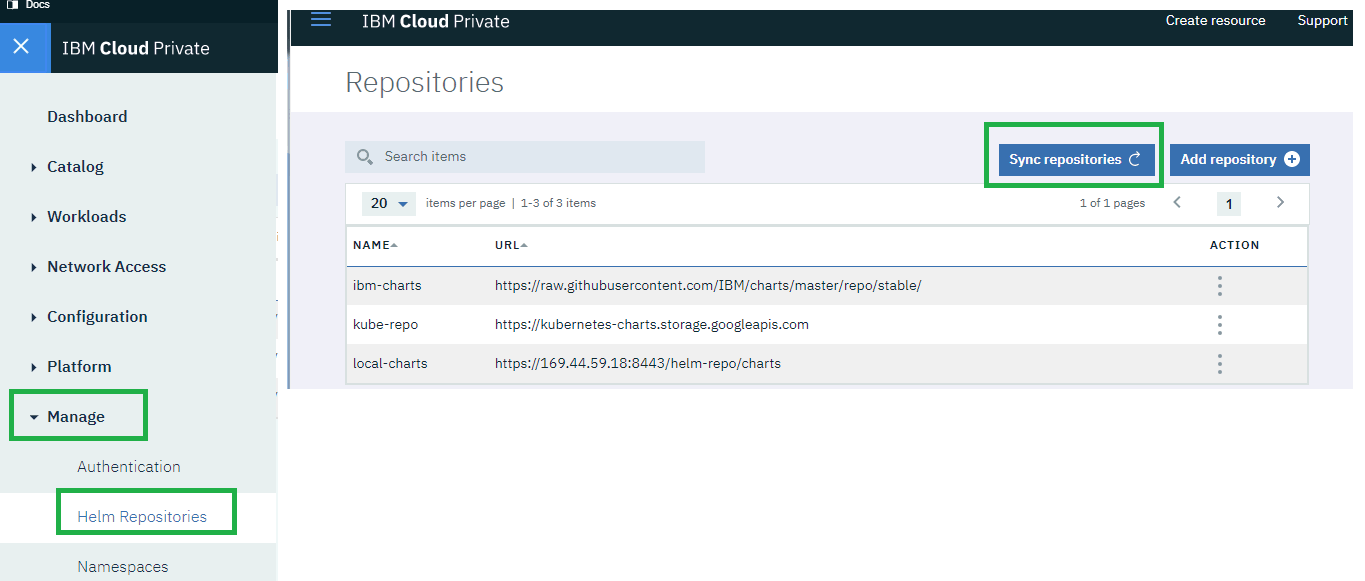 Docs
IBM Cloud Private
Dashboard
Catalog
Workloads
Network Access
Configuration
Platform
Manage
Authentication
Helm Repositories
Namespaces
IBM Cloud Private
Create resource Support
Repositories
Search items
Sync repositories Add repository
20 items per page | 1-3 of 3 items 1 of 1 pages 1
NAME URL ACTION
ibm-charts https://raw.githubusercontent.com/IBM/charts/master/repo/stable/
kube-repo https://kubernetes-charts.storage.googleapis.com
local-charts https://169.44.59.18:8443/helm-repo/charts